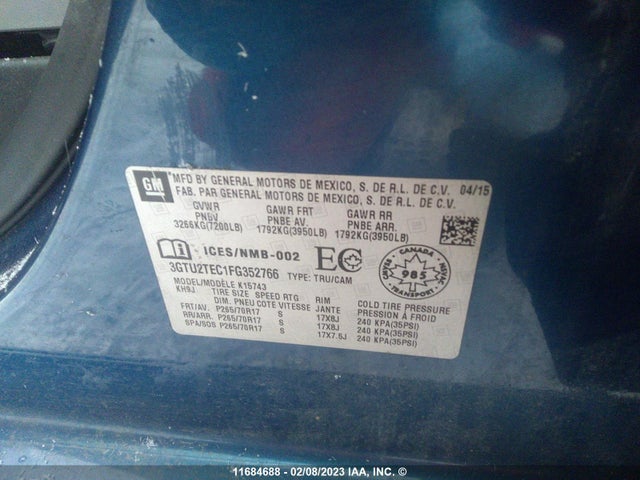 GM
MFD BY GENERAL MOTORS DE MEXICO, S. DE R.L. DE C.V. 04/15
FAB. PAR GENERAL MOTORS DE MEXICO, S. DE R.L. DE C.V.
GVWR GAWR FRT GAWR RR
PNBV PNBE AV. PNBE ARR.
3266KG(7200LB) 1792KG(3950LB) 1792KG(3950LB)
ICES/NMB-002 EC
CANADA
985
TRANSPORT
3GTU2TEC1FG352766 TYPE: TRU/CAM
MODEL/MODÈLE K15743
KH9J TIRE SIZE SPEED RTG RIM COLD TIRE PRESSURE
DIM. PNEU COTE VITESSE JANTE PRESSION À FROID
FRT/AV. P265/70R17 S 17X8J 240 KPA(35PSI)
RR/ARR. P265/70R17 S 17X8J 240 KPA(35PSI)
SPA/SOS P265/70R17 S 17X7.5J 240 KPA(35PSI)
11684688 - 02/08/2023 IAA, INC. ©